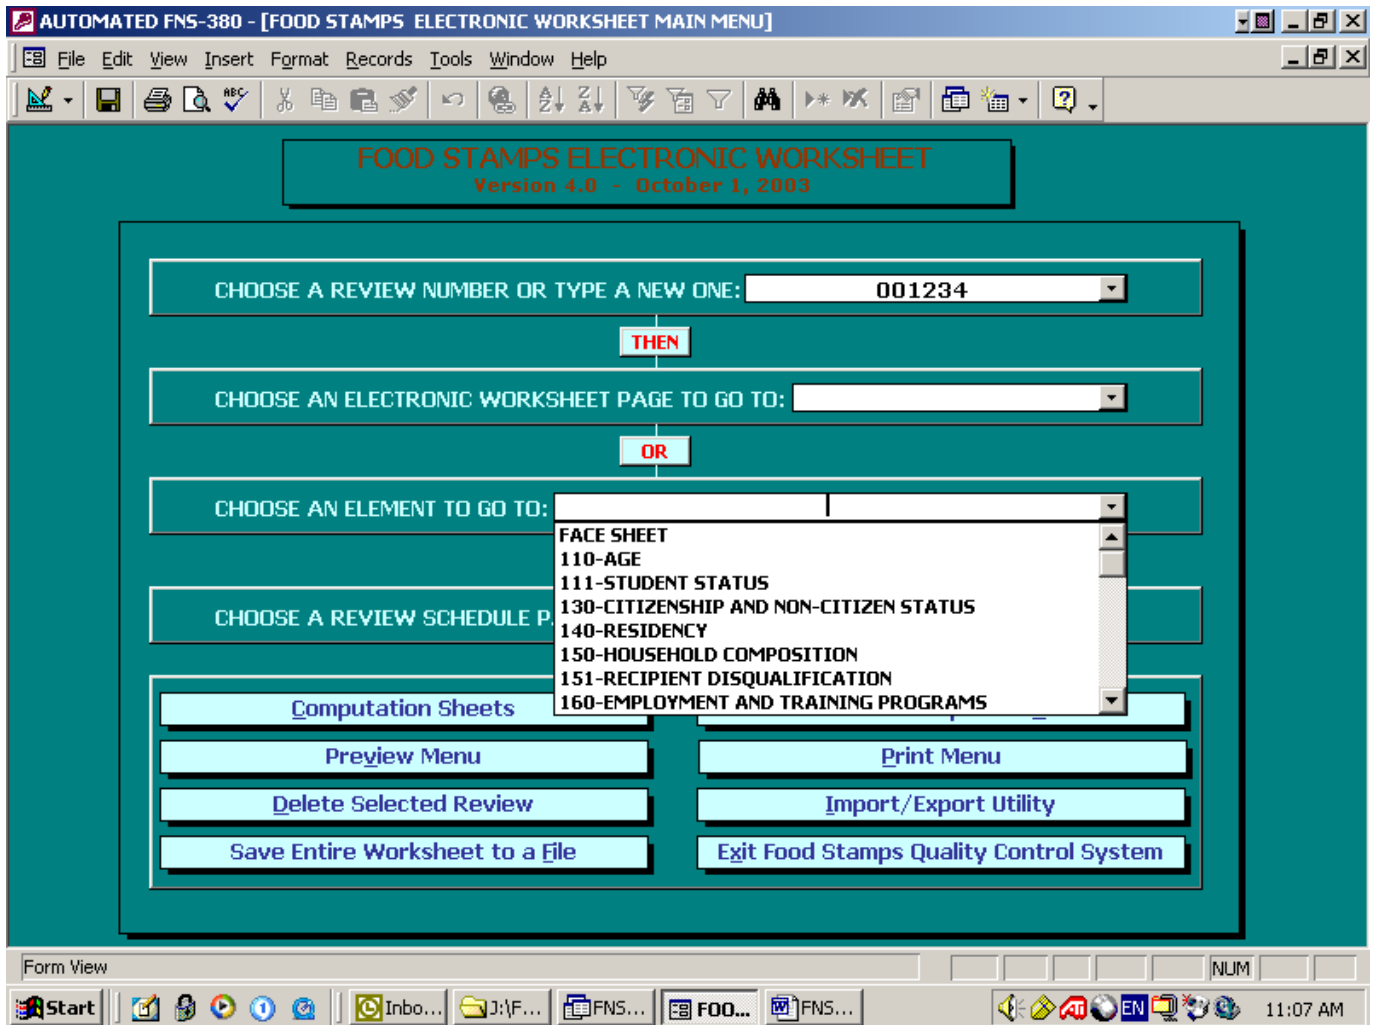 AUTOMATED FNS-380 - [FOOD STAMPS ELECTRONIC WORKSHEET MAIN MENU]
File Edit View Insert Format Records Tools Window Help
FOOD STAMPS ELECTRONIC WORKSHEET
Version 4.0 - October 1, 2003
CHOOSE A REVIEW NUMBER OR TYPE A NEW ONE: 001234
THEN
CHOOSE AN ELECTRONIC WORKSHEET PAGE TO GO TO:
OR
CHOOSE AN ELEMENT TO GO TO:
FACE SHEET
110-AGE
111-STUDENT STATUS
130-CITIZENSHIP AND NON-CITIZEN STATUS
140-RESIDENCY
150-HOUSEHOLD COMPOSITION
151-RECIPIENT DISQUALIFICATION
160-EMPLOYMENT AND TRAINING PROGRAMS
CHOOSE A REVIEW SCHEDULE
Computation Sheets
Preview Menu Print Menu
Delete Selected Review Import/Export Utility
Save Entire Worksheet to a File Exit Food Stamps Quality Control System
Form View NUM
Start Inbo... J:\F... FNS... FOO... FNS... EN 11:07 AM